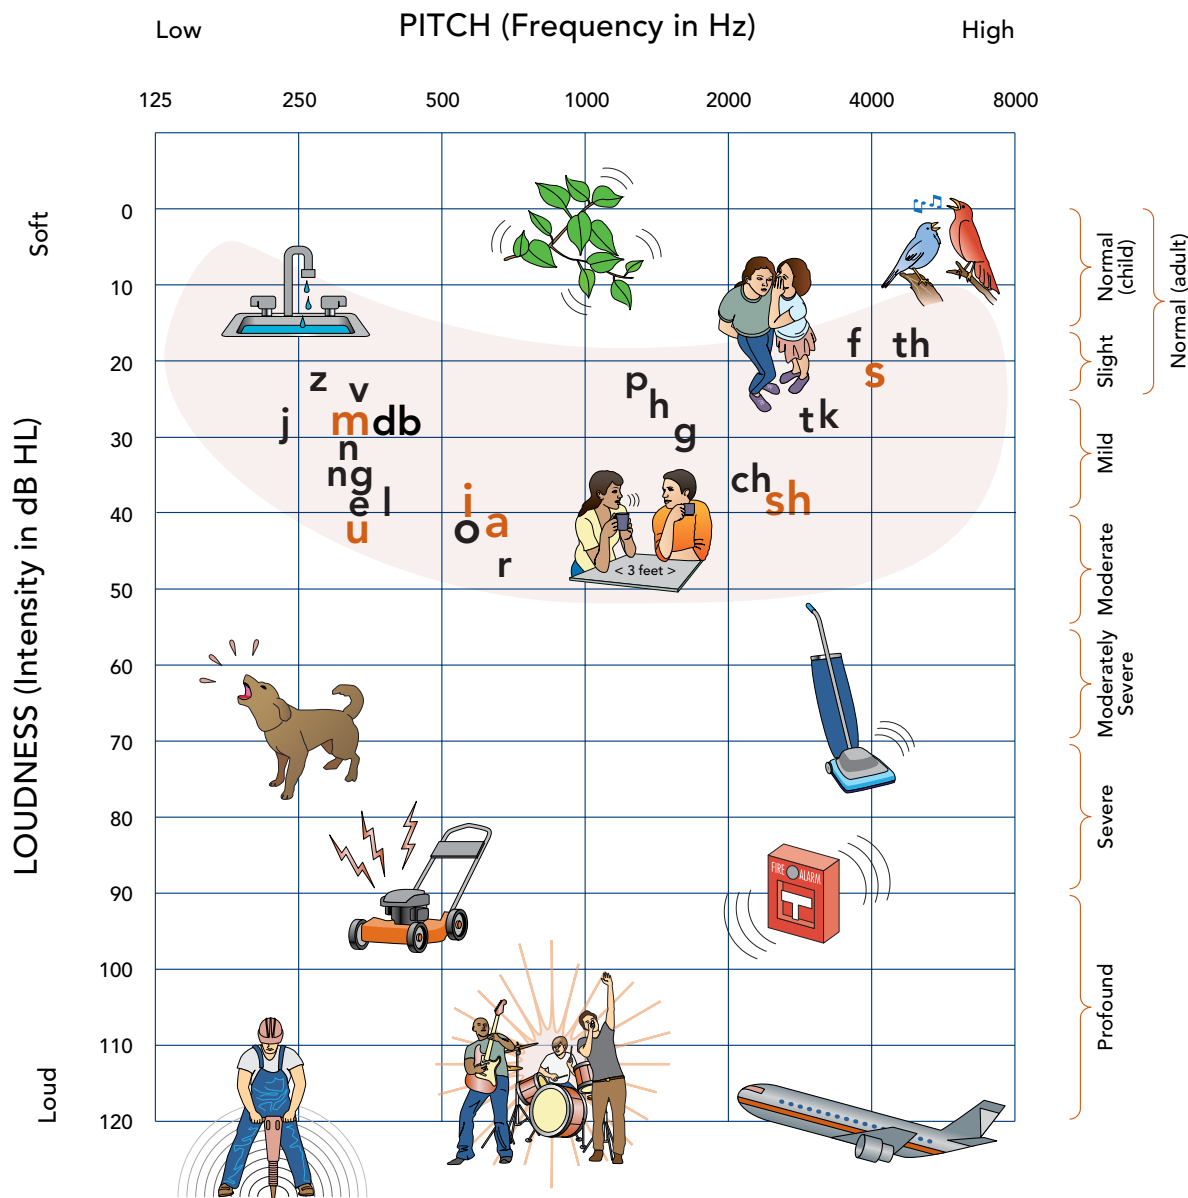 PITCH (Frequency in Hz)
Low
High
125 250 500 1000 2000 4000 8000
LOUDNESS (Intensity in dB HL)
Soft
Loud
0
10
20
30
40
50
60
70
80
90
100
110
120
z
v
j
m
db
n
ng
e
l
u
i
o
a
r
p
h
g
ch
sh
t
k
f
th
s
< 3 feet >
FIRE ALARM
Normal
(child)
Normal (adult)
Slight
Mild
Moderate
Moderately
Severe
Severe
Profound